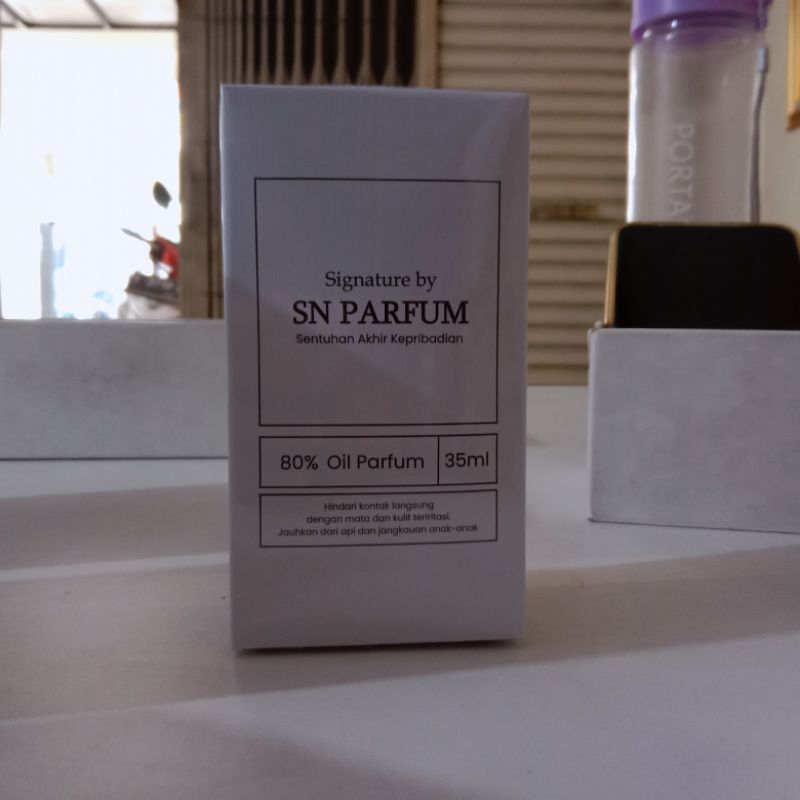 Signature by
SN PARFUM
Sentuhan Akhir Kepribadian
80% Oil Parfum
35ml
Hindari kontak langsung
dengan mata dan kulit teriritasi.
Jauhkan dari api dan jangkauan anak-anak
PORTA